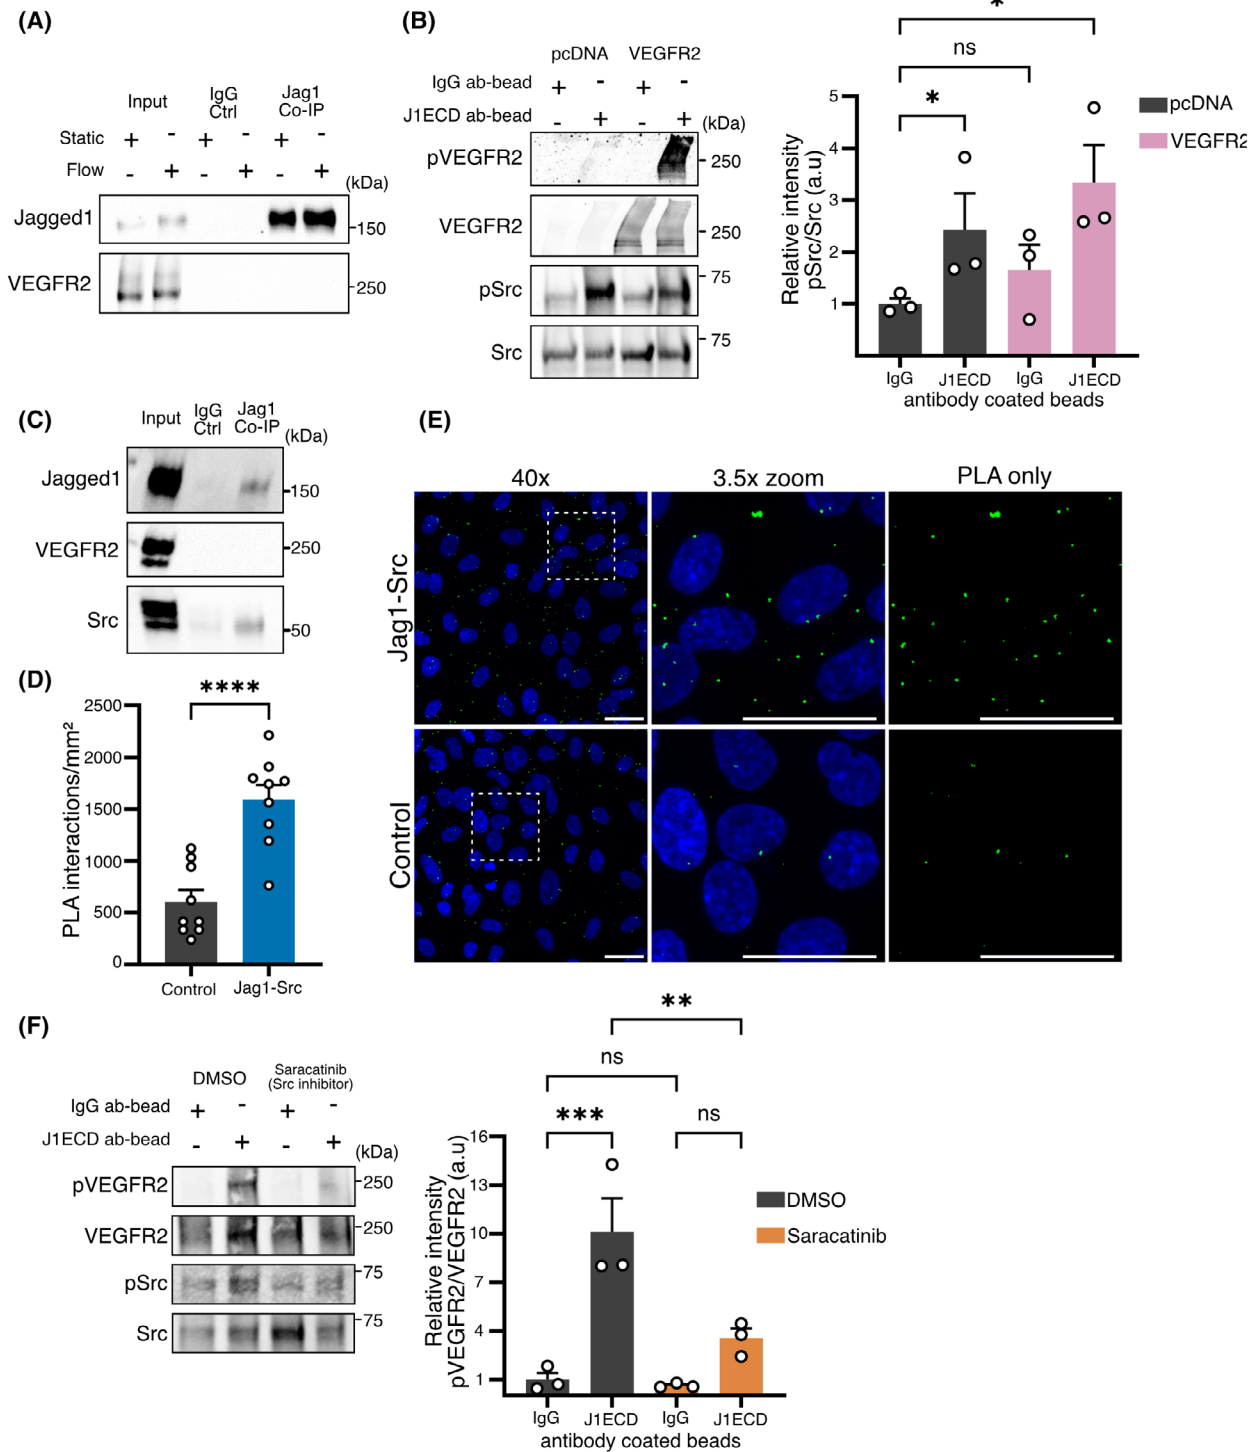 (A)
Input
IgG
Ctrl
Jag1
Co-IP
Static + - + - + -
Flow - + - + - +
(kDa)
Jagged1
150
VEGFR2
250
(B)
pcDNA VEGFR2
IgG ab-bead + - + -
J1ECD ab-bead - + - +
(kDa)
pVEGFR2
250
VEGFR2
250
pSrc
75
Src
75
*
ns
*
Relative intensity
pSrc/Src (a.u)
5
4
3
2
1
IgG J1ECD IgG J1ECD
antibody coated beads
pcDNA
VEGFR2
(C)
Input
IgG
Ctrl
Jag1
Co-IP
(kDa)
Jagged1
150
VEGFR2
250
Src
50
(D)
****
PLA interactions/mm²
2500
2000
1500
1000
500
0
Control Jag1-Src
(E)
40x 3.5x zoom PLA only
Jag1-Src
Control
(F)
DMSO
Saracatinib
(Src inhibitor)
IgG ab-bead + - + -
J1ECD ab-bead - + - +
(kDa)
pVEGFR2
250
VEGFR2
250
pSrc
75
Src
75
**
ns
***
ns
Relative intensity
pVEGFR2/VEGFR2 (a.u)
16
13
10
7
4
1
IgG J1ECD IgG J1ECD
antibody coated beads
DMSO
Saracatinib